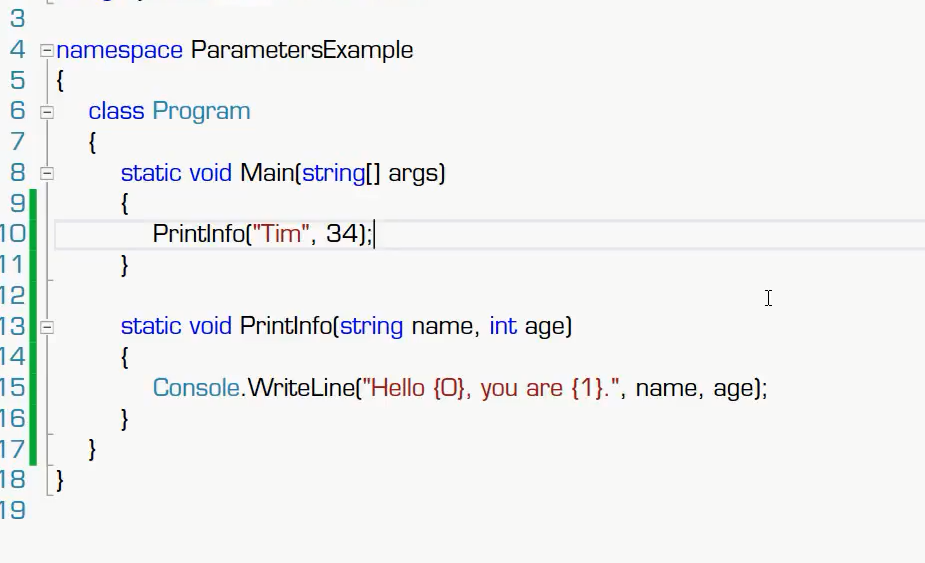 3
4 namespace ParametersExample
5 {
6 class Program
7 {
8 static void Main(string[] args)
9 {
10 PrintInfo("Tim", 34);
11 }
12
13 static void PrintInfo(string name, int age)
14 {
15 Console.WriteLine("Hello {0}, you are {1}.", name, age);
16 }
17 }
18 }
19